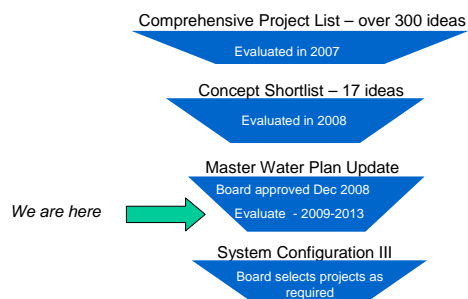 Comprehensive Project List – over 300 ideas
Evaluated in 2007
Concept Shortlist – 17 ideas
Evaluated in 2008
Master Water Plan Update
Board approved Dec 2008
We are here
Evaluate - 2009-2013
System Configuration III
Board selects projects as
required